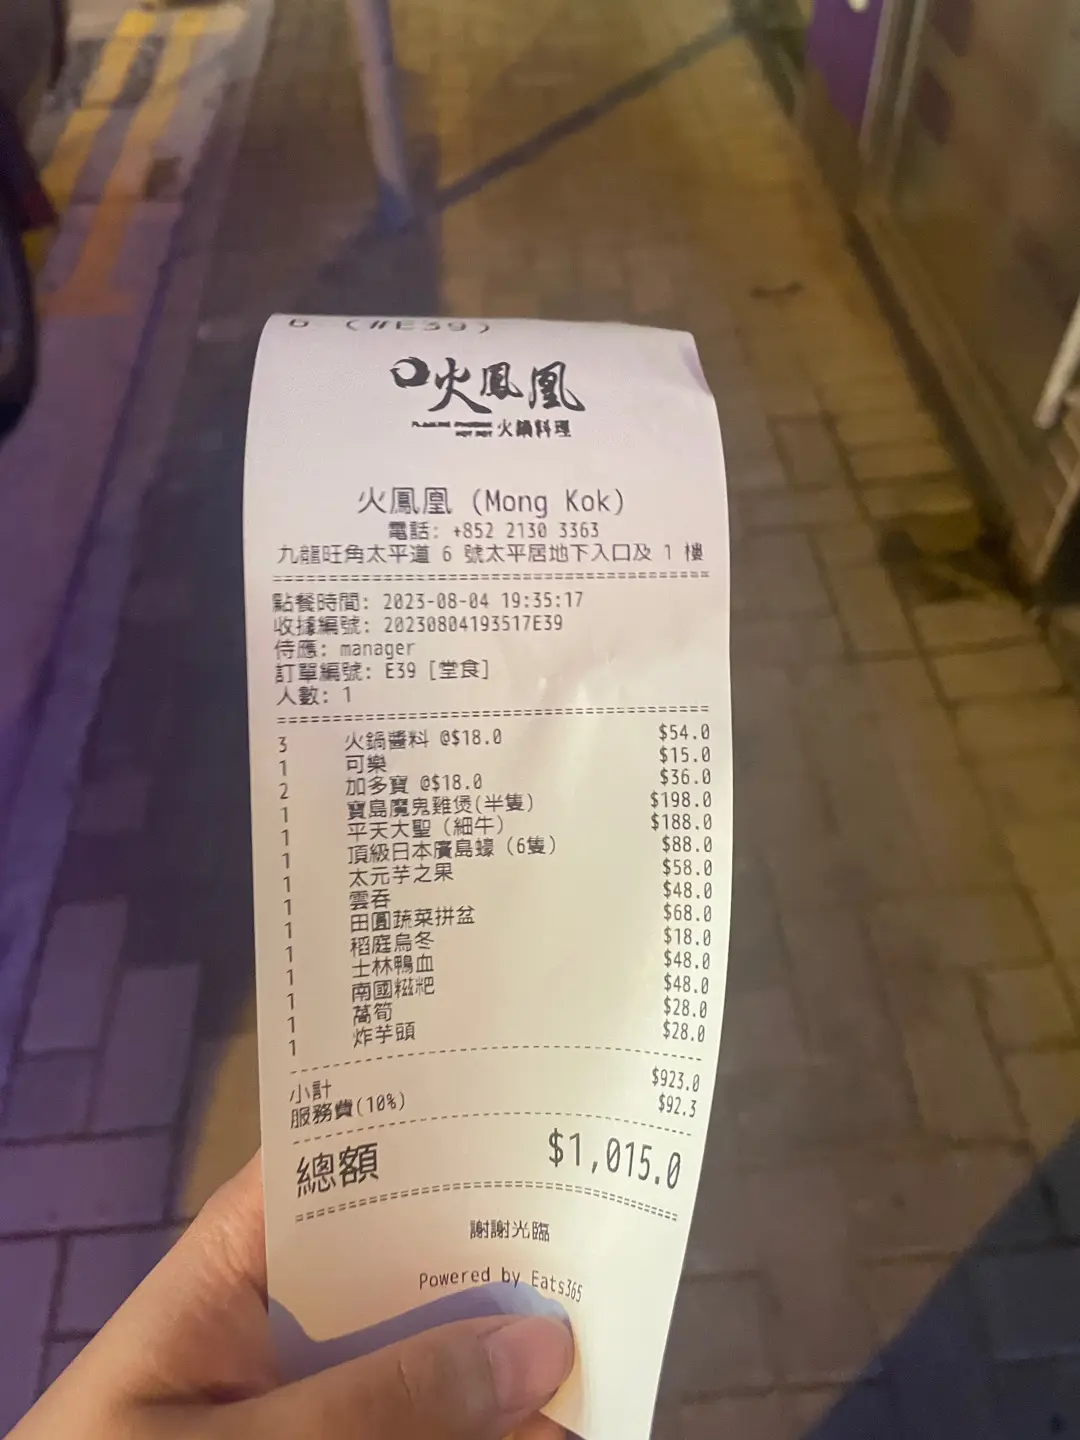 6 (#E39)
火鳳凰
火鍋料理
火鳳凰 (Mong Kok)
電話: +852 2130 3363
九龍旺角太平道 6 號太平居地下入口及 1 樓
點餐時間: 2023-08-04 19:35:17
收據編號: 20230804193517E39
侍應: manager
訂單編號: E39 [堂食]
人數: 1
3 火鍋醬料 @$18.0 $54.0
1 可樂 $15.0
2 加多寶 @$18.0 $36.0
1 寶島魔鬼雞煲(半隻) $198.0
1 平天大聖 (細牛) $188.0
1 頂級日本廣島蠔 (6隻) $88.0
1 太元芋之果 $58.0
1 雲吞 $48.0
1 田園蔬菜拼盆 $68.0
1 稻庭烏冬 $18.0
1 士林鴨血 $48.0
1 南國糍粑 $48.0
1 萵筍 $28.0
1 炸芋頭 $28.0
小計 $923.0
服務費(10%) $92.3
總額 $1,015.0
謝謝光臨
Powered by Eats365